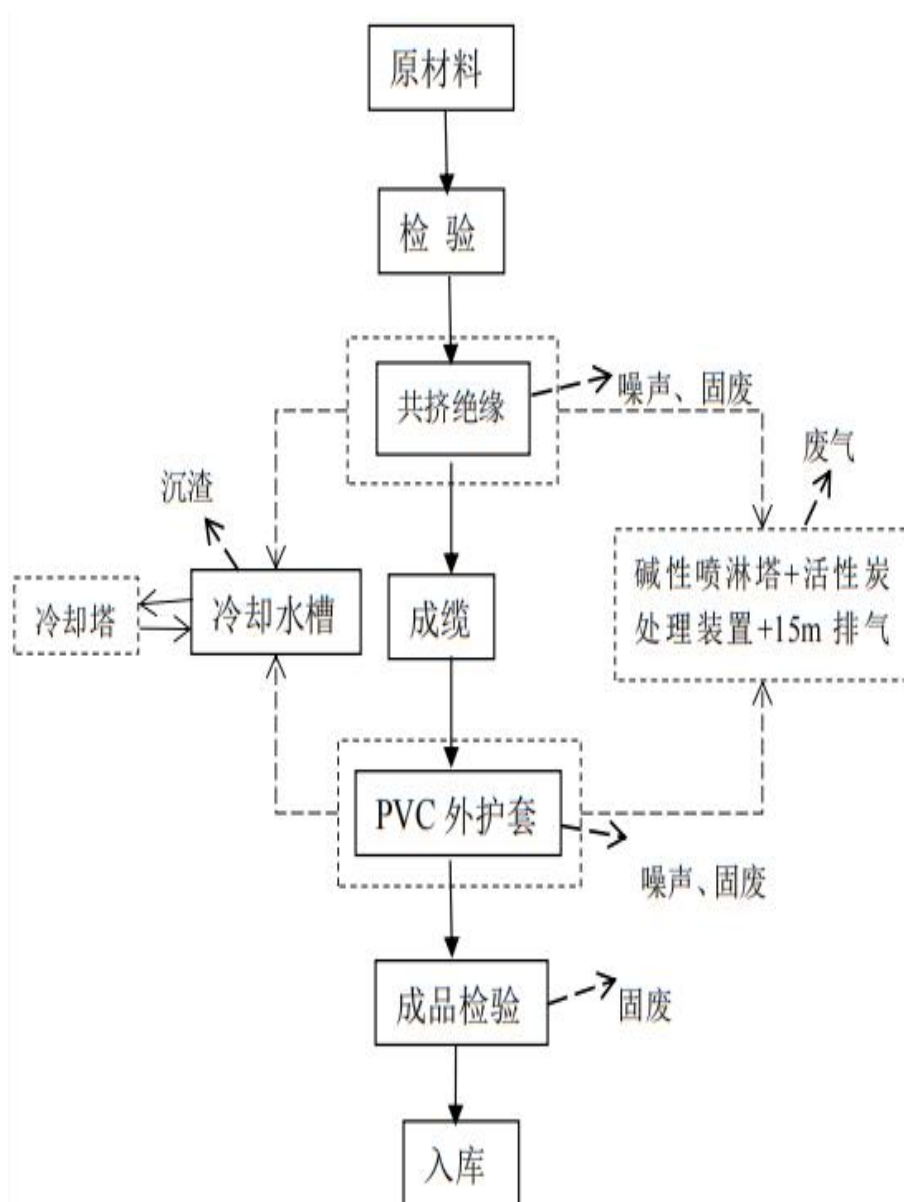 原材料
检 验
共挤绝缘
噪声、固废
废气
沉渣
碱性喷淋塔+活性炭
处理装置+15m 排气
冷却塔
冷却水槽
成缆
PVC 外护套
噪声、固废
成品检验
固废
入库